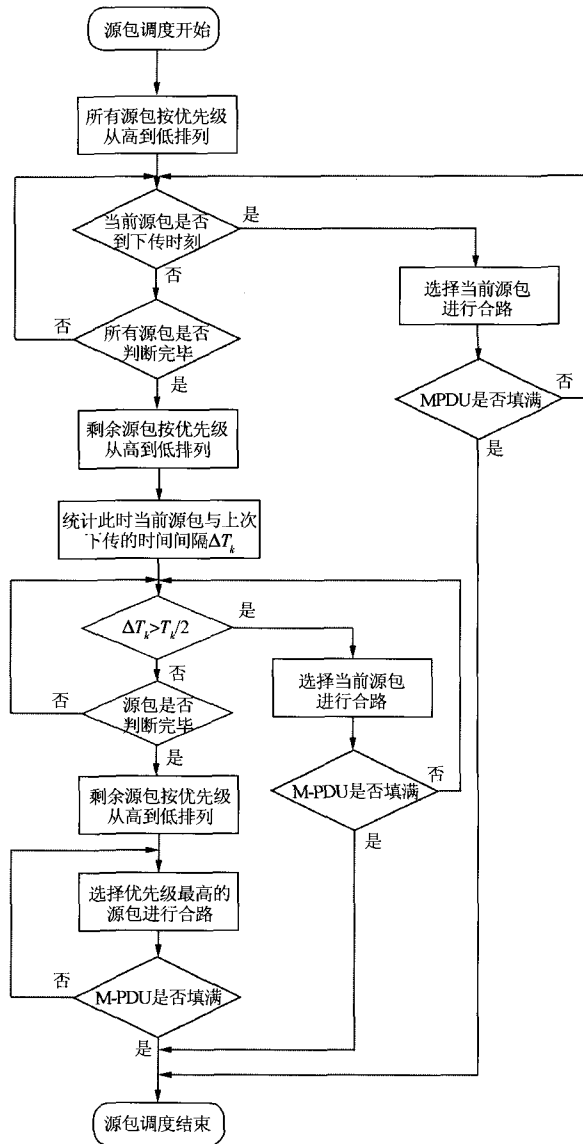 源包调度开始
所有源包按优先级
从高到低排列
当前源包是否
到下传时刻
是
否
选择当前源包
进行合路
所有源包是否
判断完毕
否
是
MPDU是否填满
否
是
剩余源包按优先级
从高到低排列
统计此时当前源包与上次
下传的时间间隔ΔTk
ΔTk>Tk/2
是
否
选择当前源包
进行合路
源包是否
判断完毕
否
是
M-PDU是否填满
否
是
剩余源包按优先级
从高到低排列
选择优先级最高的
源包进行合路
M-PDU是否填满
否
是
源包调度结束